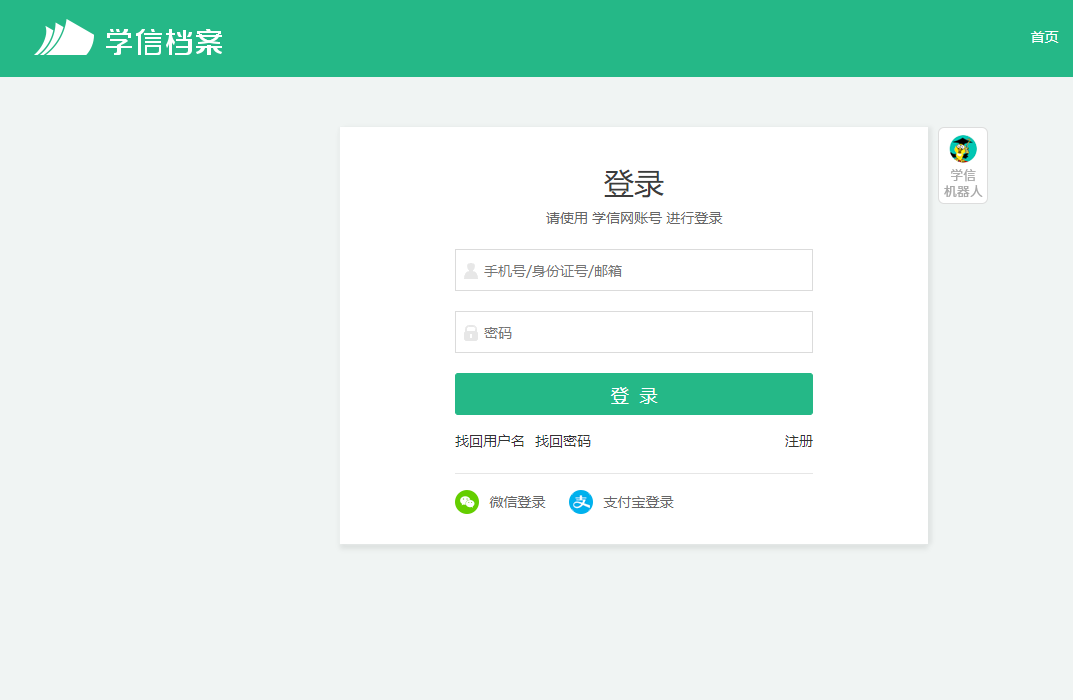 学信档案
首页
登录
请使用 学信网账号 进行登录
手机号/身份证号/邮箱
密码
登 录
找回用户名 找回密码 注册
微信登录 支付宝登录
学信
机器人